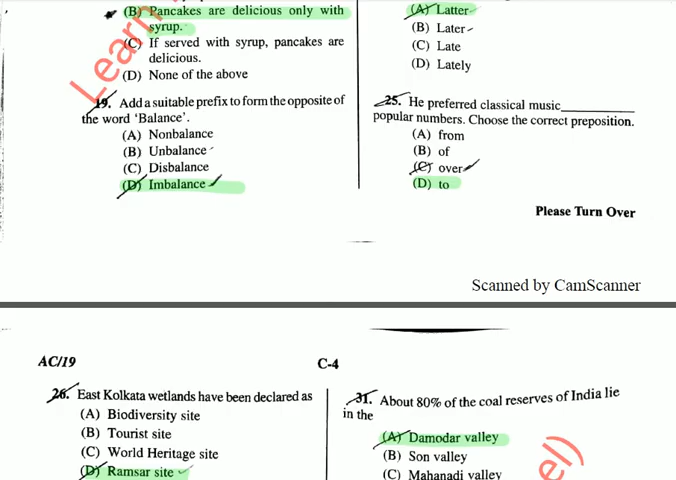 (B) Pancakes are delicious only with
syrup.
(C) If served with syrup, pancakes are
delicious.
(D) None of the above
19. Add a suitable prefix to form the opposite of
the word 'Balance'.
(A) Nonbalance
(B) Unbalance
(C) Disbalance
(D) Imbalance
(A) Latter
(B) Later
(C) Late
(D) Lately
25. He preferred classical music__________
popular numbers. Choose the correct preposition.
(A) from
(B) of
(C) over
(D) to
Please Turn Over
Scanned by CamScanner
AC/19
C-4
26. East Kolkata wetlands have been declared as
(A) Biodiversity site
(B) Tourist site
(C) World Heritage site
(D) Ramsar site
31. About 80% of the coal reserves of India lie
in the
(A) Damodar valley
(B) Son valley
(C) Mahanadi valley
Learn
el)